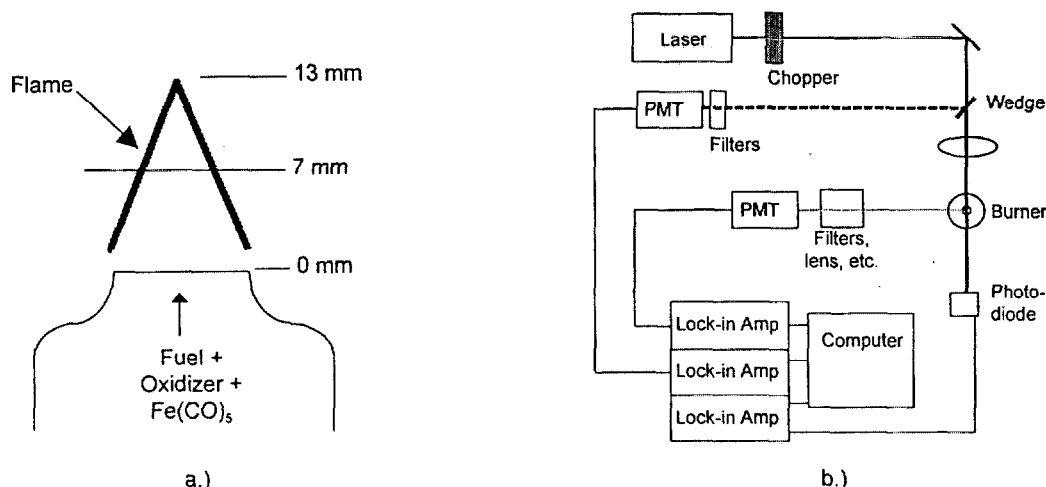 13 mm
Flame
7 mm
0 mm
Fuel +
Oxidizer +
Fe(CO)₅
a.)
Laser
Chopper
PMT
Filters
Wedge
PMT
Filters,
lens, etc.
Burner
Photo-
diode
Lock-in Amp
Lock-in Amp
Lock-in Amp
Computer
b.)